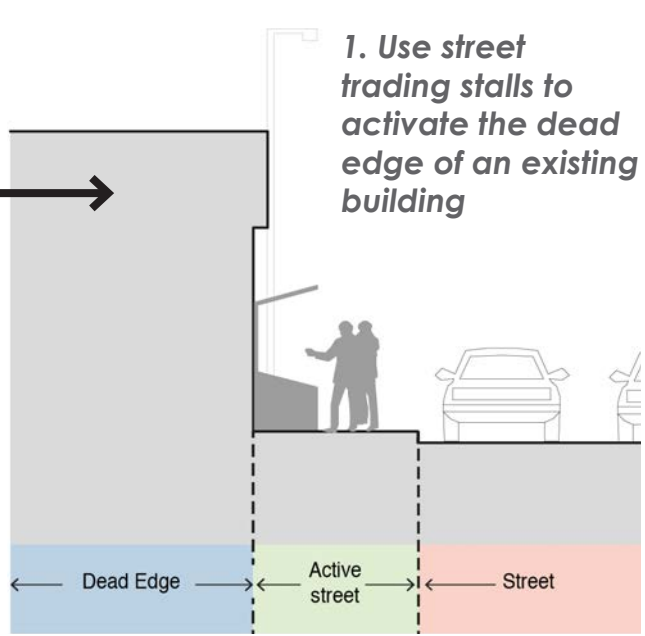 1. Use street
trading stalls to
activate the dead
edge of an existing
building
Dead Edge
Active
street
Street